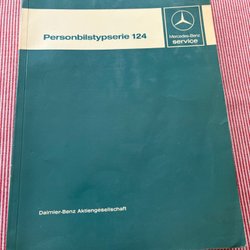 Personbilstypserie 124
Mercedes-Benz
service
Daimler-Benz Aktiengesellschaft